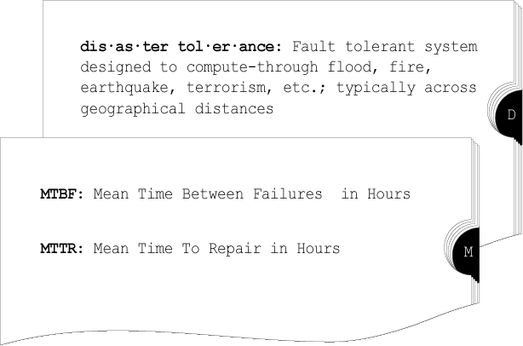 dis·as·ter tol·er·ance: Fault tolerant system
designed to compute-through flood, fire,
earthquake, terrorism, etc.; typically across
geographical distances
D
MTBF: Mean Time Between Failures  in Hours
MTTR: Mean Time To Repair in Hours
M